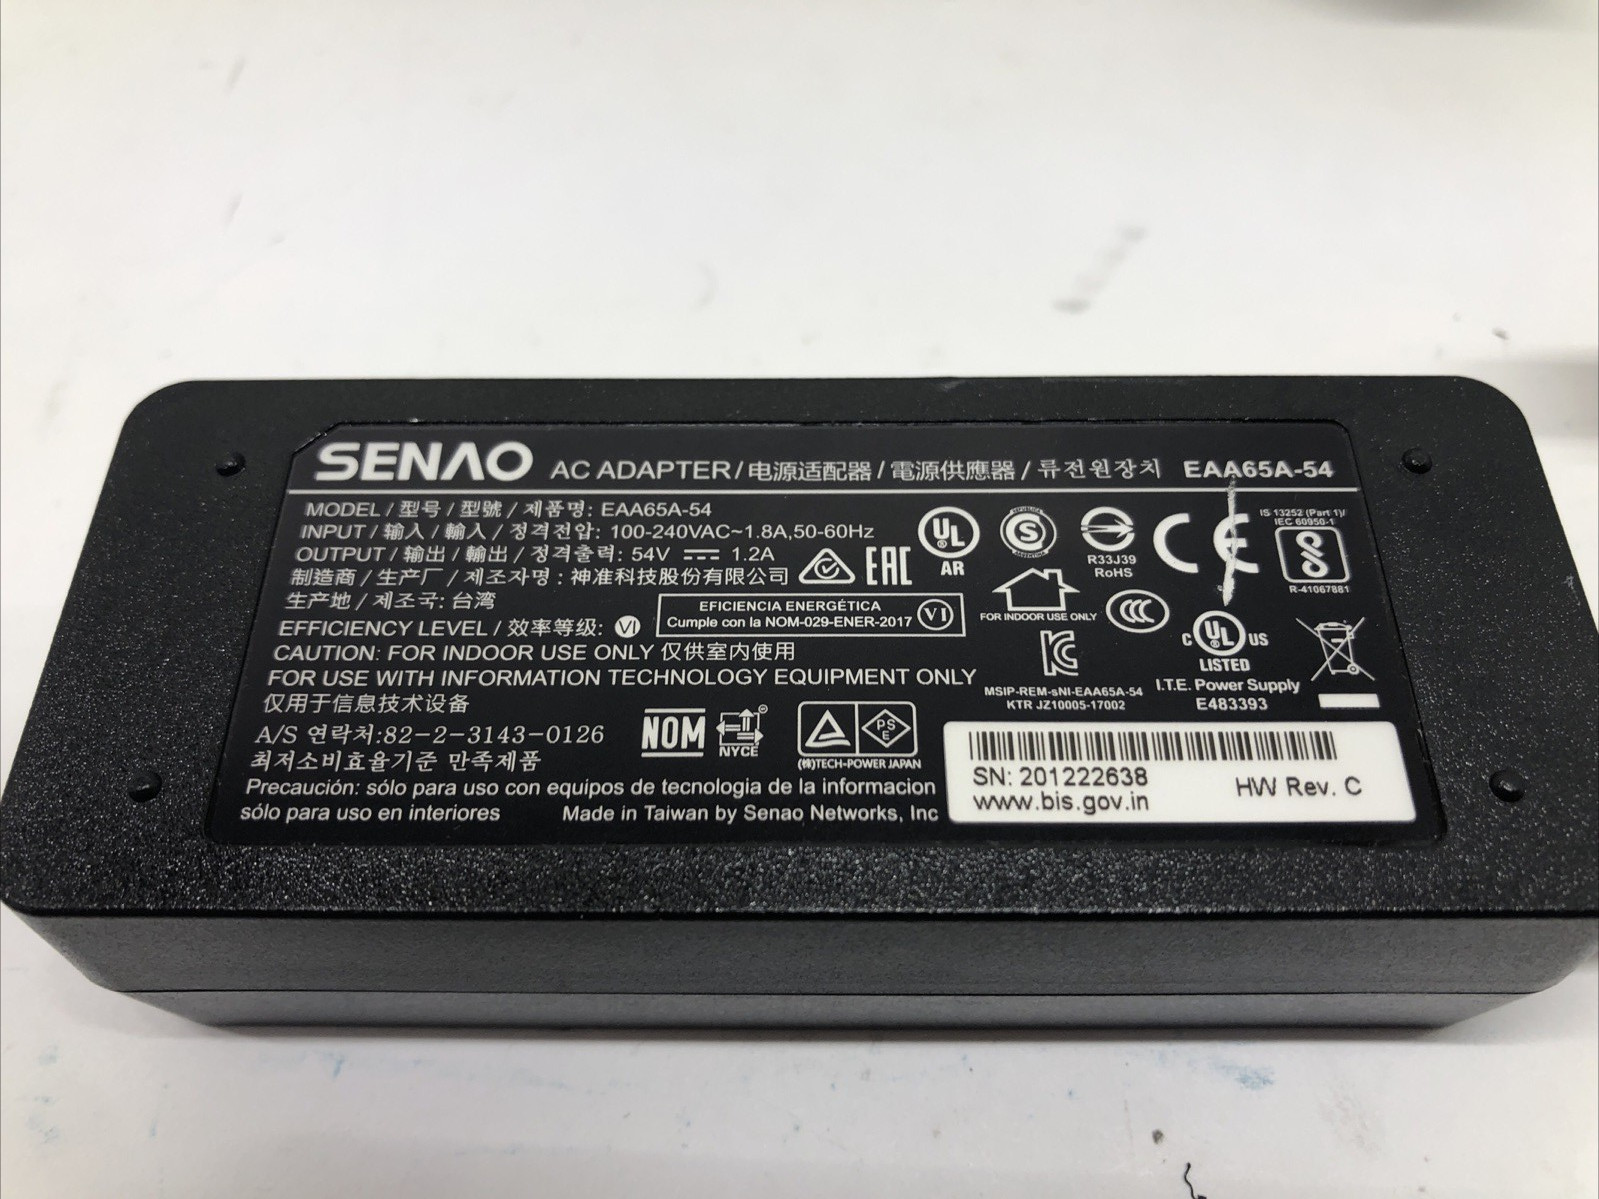 SENAO AC ADAPTER / 电源适配器 / 電源供應器 / 류전원장치 EAA65A-54
MODEL / 型号 / 型號 / 제품명: EAA65A-54
INPUT / 输入 / 輸入 / 정격전압: 100-240VAC~1.8A,50-60Hz
OUTPUT / 输出 / 輸出 / 정격출력: 54V ⎓ 1.2A
制造商 / 生产厂 / 제조자명 : 神准科技股份有限公司
生产地 / 제조국: 台湾
EFFICIENCY LEVEL / 效率等级: VI
EFICIENCIA ENERGÉTICA
Cumple con la NOM-029-ENER-2017 VI
CAUTION: FOR INDOOR USE ONLY 仅供室内使用
FOR USE WITH INFORMATION TECHNOLOGY EQUIPMENT ONLY
仅用于信息技术设备
A/S 연락처:82-2-3143-0126
최저소비효율기준 만족제품
Precaución: sólo para uso con equipos de tecnologia de la informacion
sólo para uso en interiores
Made in Taiwan by Senao Networks, Inc
EAC
UL
AR
S
ARGENTINA
R33J39
RoHS
CE
IS 13252 (Part 1)/
IEC 60950-1
R-41067881
FOR INDOOR USE ONLY
CCC
KC
MSIP-REM-sNI-EAA65A-54
KTR JZ10005-17002
C UL US
LISTED
I.T.E. Power Supply
E483393
NOM
NYCE
PS
E
(株)TECH-POWER JAPAN
SN: 201222638
HW Rev. C
www.bis.gov.in